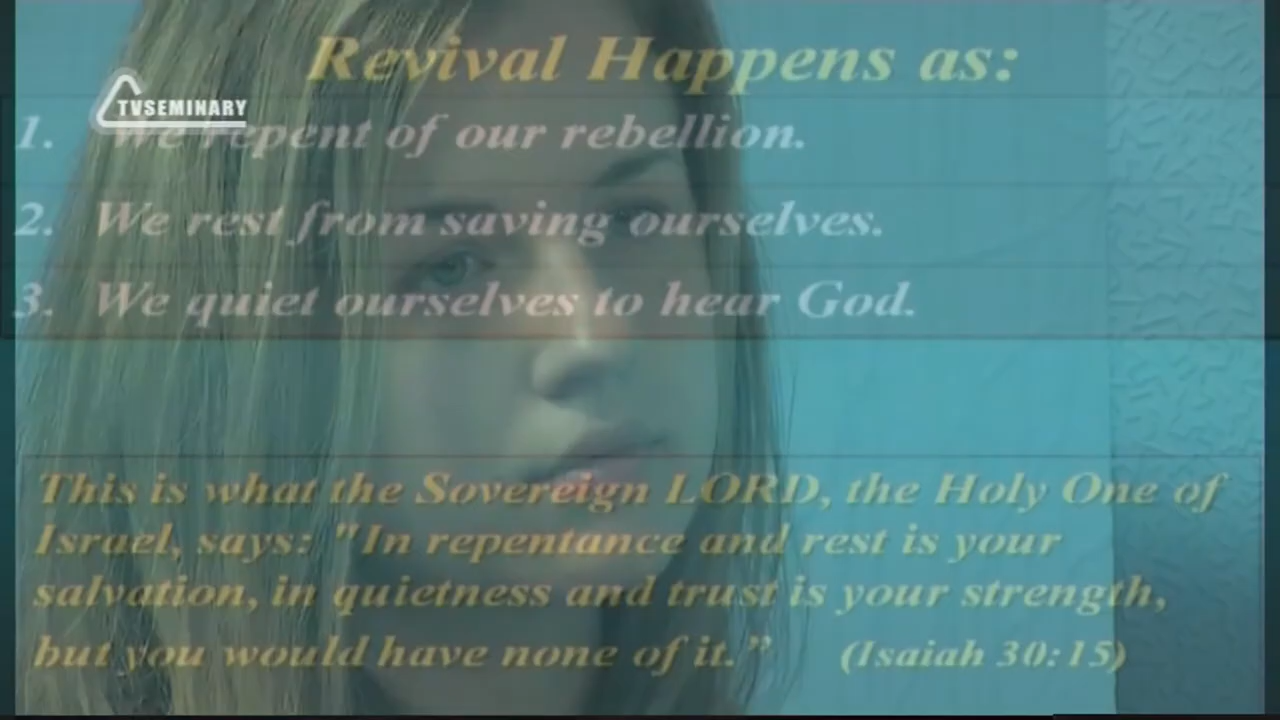 Revival Happens as:
TVSEMINARY
1. We repent of our rebellion.
2. We rest from saving ourselves.
3. We quiet ourselves to hear God.
This is what the Sovereign LORD, the Holy One of
Israel, says: "In repentance and rest is your
salvation, in quietness and trust is your strength,
but you would have none of it.” (Isaiah 30:15)